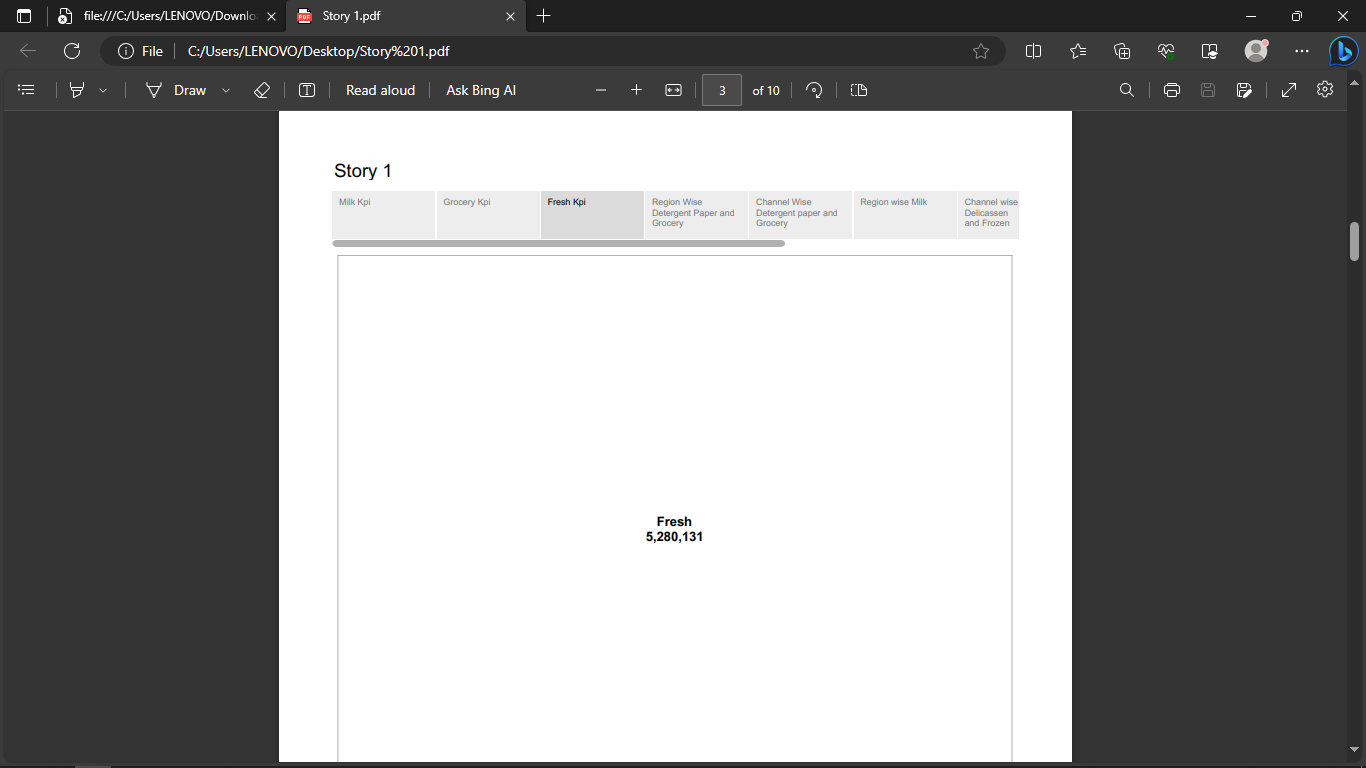 file:///C:/Users/LENOVO/Downlo
Story 1.pdf
File
C:/Users/LENOVO/Desktop/Story%201.pdf
Draw
Read aloud
Ask Bing AI
3 of 10
Story 1
Milk Kpi
Grocery Kpi
Fresh Kpi
Region Wise
Detergent Paper and
Grocery
Channel Wise
Detergent paper and
Grocery
Region wise Milk
Channel wise
Delicassen
and Frozen
Fresh
5,280,131